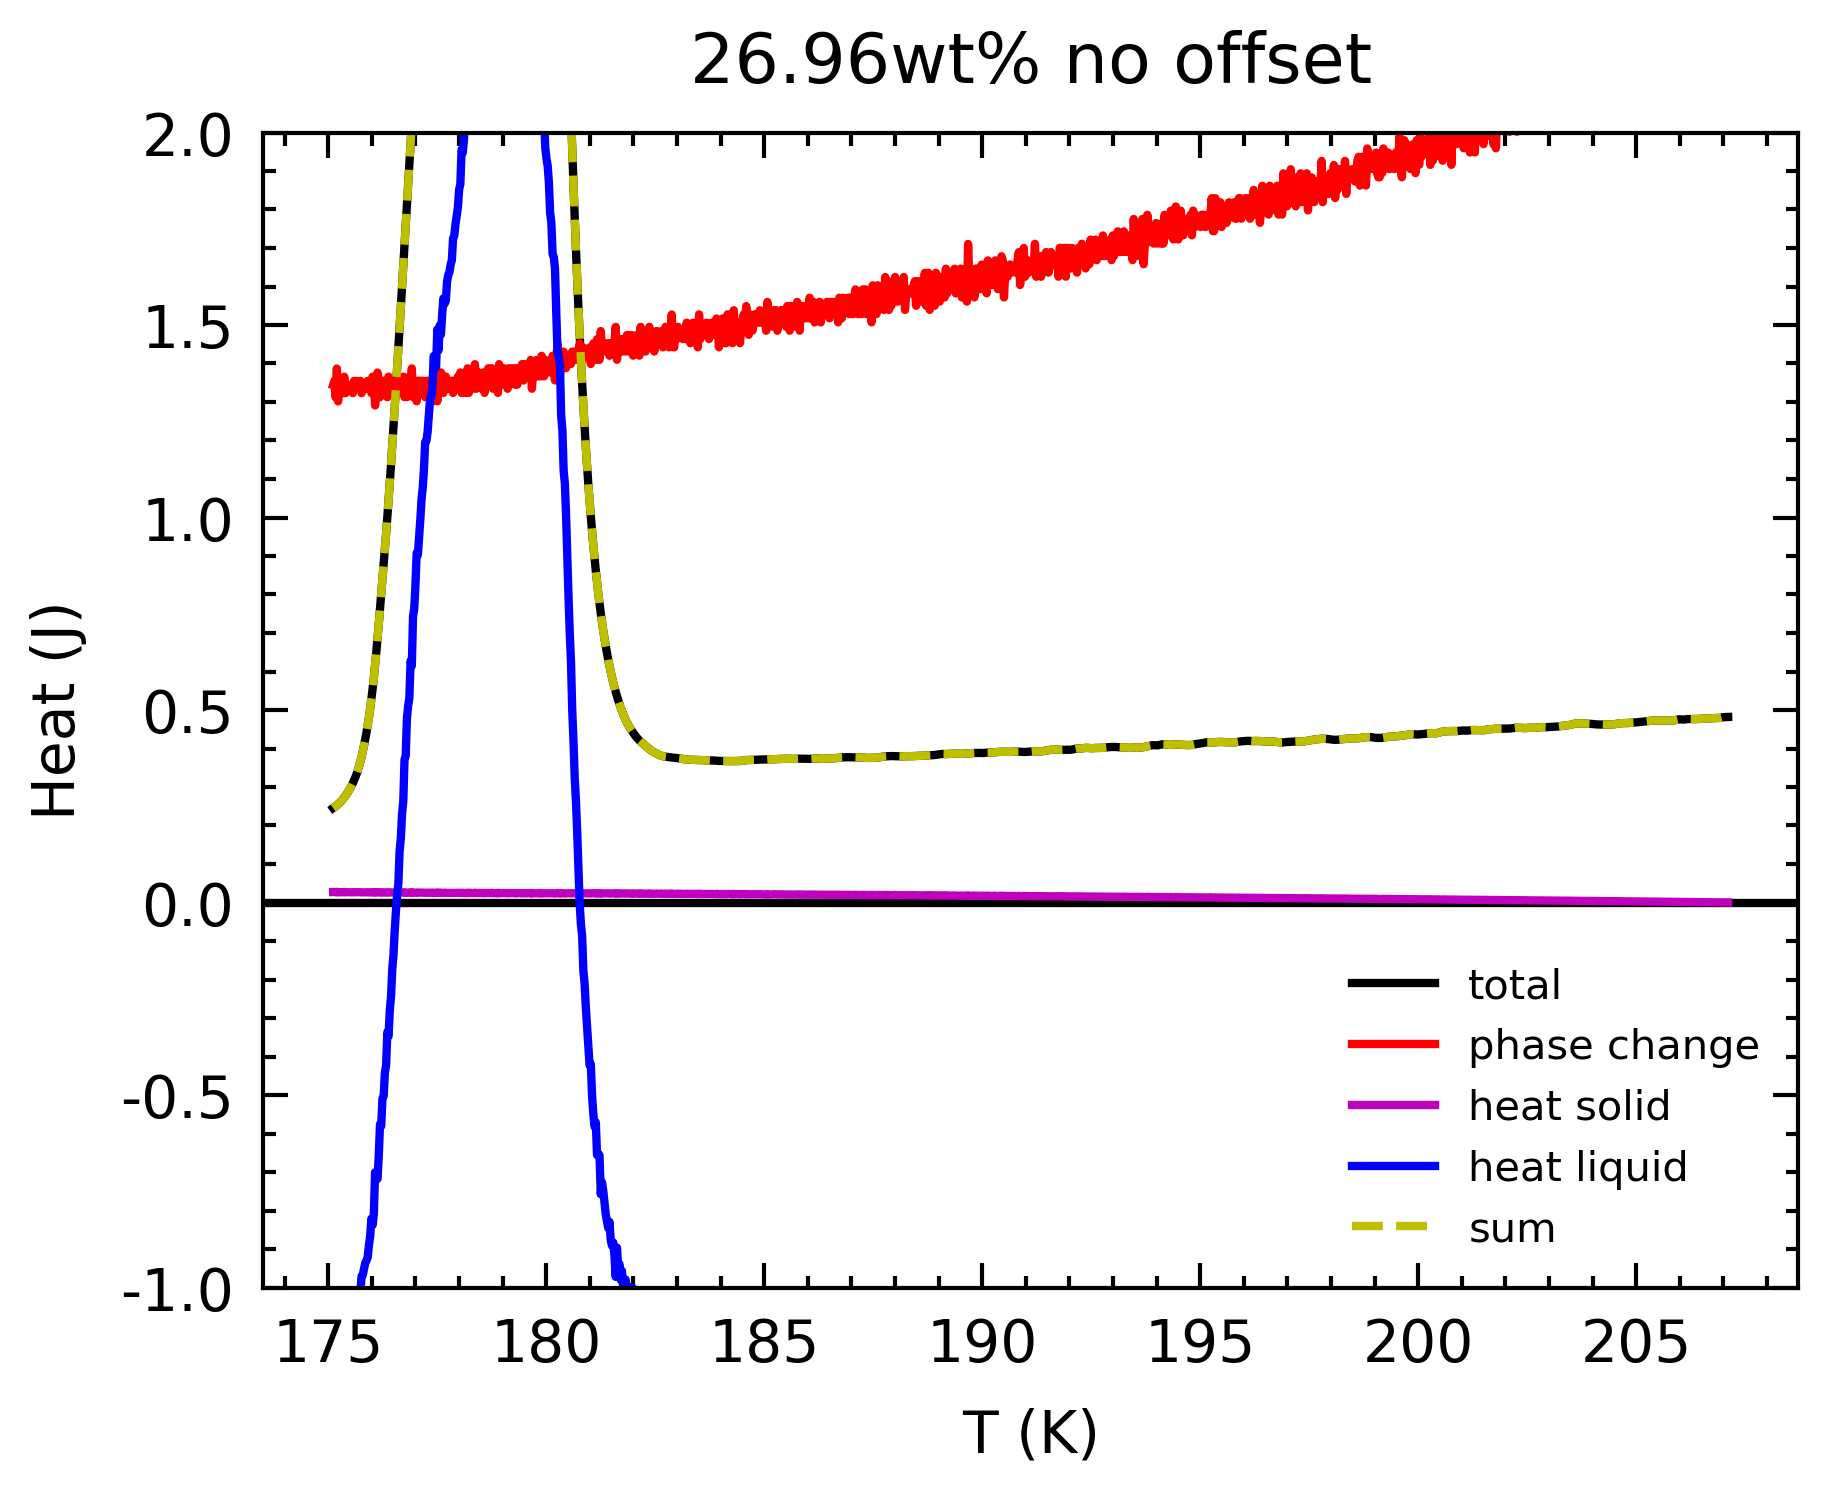 26.96wt% no offset
2.0
1.5
1.0
0.5
0.0
-0.5
-1.0
Heat (J)
total
phase change
heat solid
heat liquid
sum
175 180 185 190 195 200 205
T (K)